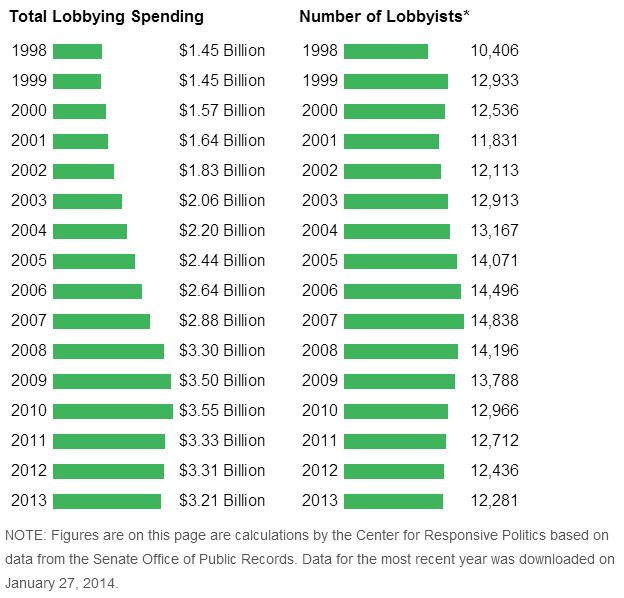 Total Lobbying Spending Number of Lobbyists*
1998 $1.45 Billion 1998 10,406
1999 $1.45 Billion 1999 12,933
2000 $1.57 Billion 2000 12,536
2001 $1.64 Billion 2001 11,831
2002 $1.83 Billion 2002 12,113
2003 $2.06 Billion 2003 12,913
2004 $2.20 Billion 2004 13,167
2005 $2.44 Billion 2005 14,071
2006 $2.64 Billion 2006 14,496
2007 $2.88 Billion 2007 14,838
2008 $3.30 Billion 2008 14,196
2009 $3.50 Billion 2009 13,788
2010 $3.55 Billion 2010 12,966
2011 $3.33 Billion 2011 12,712
2012 $3.31 Billion 2012 12,436
2013 $3.21 Billion 2013 12,281
NOTE: Figures are on this page are calculations by the Center for Responsive Politics based on
data from the Senate Office of Public Records. Data for the most recent year was downloaded on
January 27, 2014.